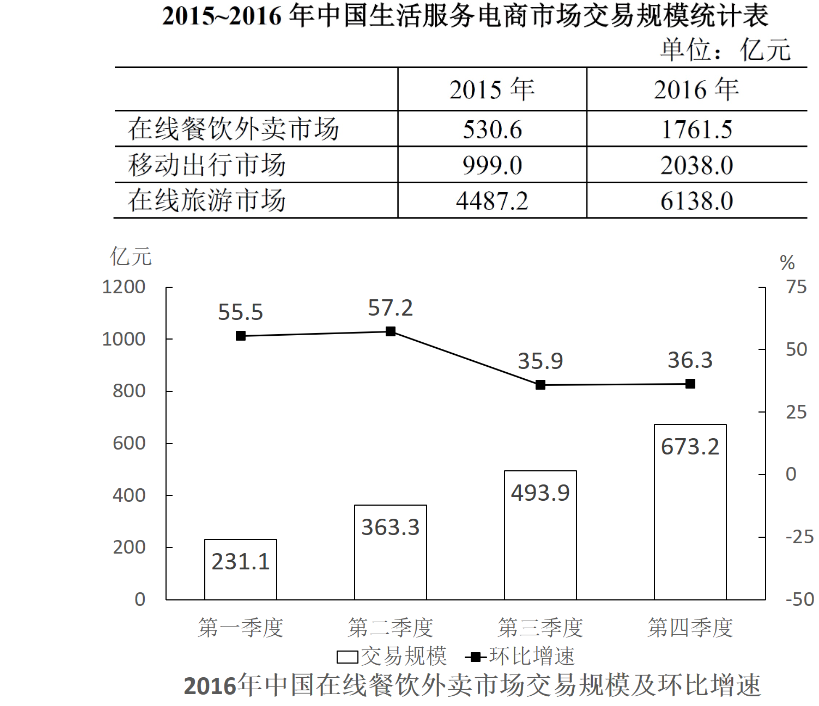 2015~2016 年中国生活服务电商市场交易规模统计表
单位：亿元
2015 年 2016 年
在线餐饮外卖市场 530.6 1761.5
移动出行市场 999.0 2038.0
在线旅游市场 4487.2 6138.0
亿元 %
1200 75
1000 50
800 25
600 0
400 -25
200 -50
0
55.5 57.2 35.9 36.3
231.1 363.3 493.9 673.2
第一季度 第二季度 第三季度 第四季度
交易规模 环比增速
2016年中国在线餐饮外卖市场交易规模及环比增速